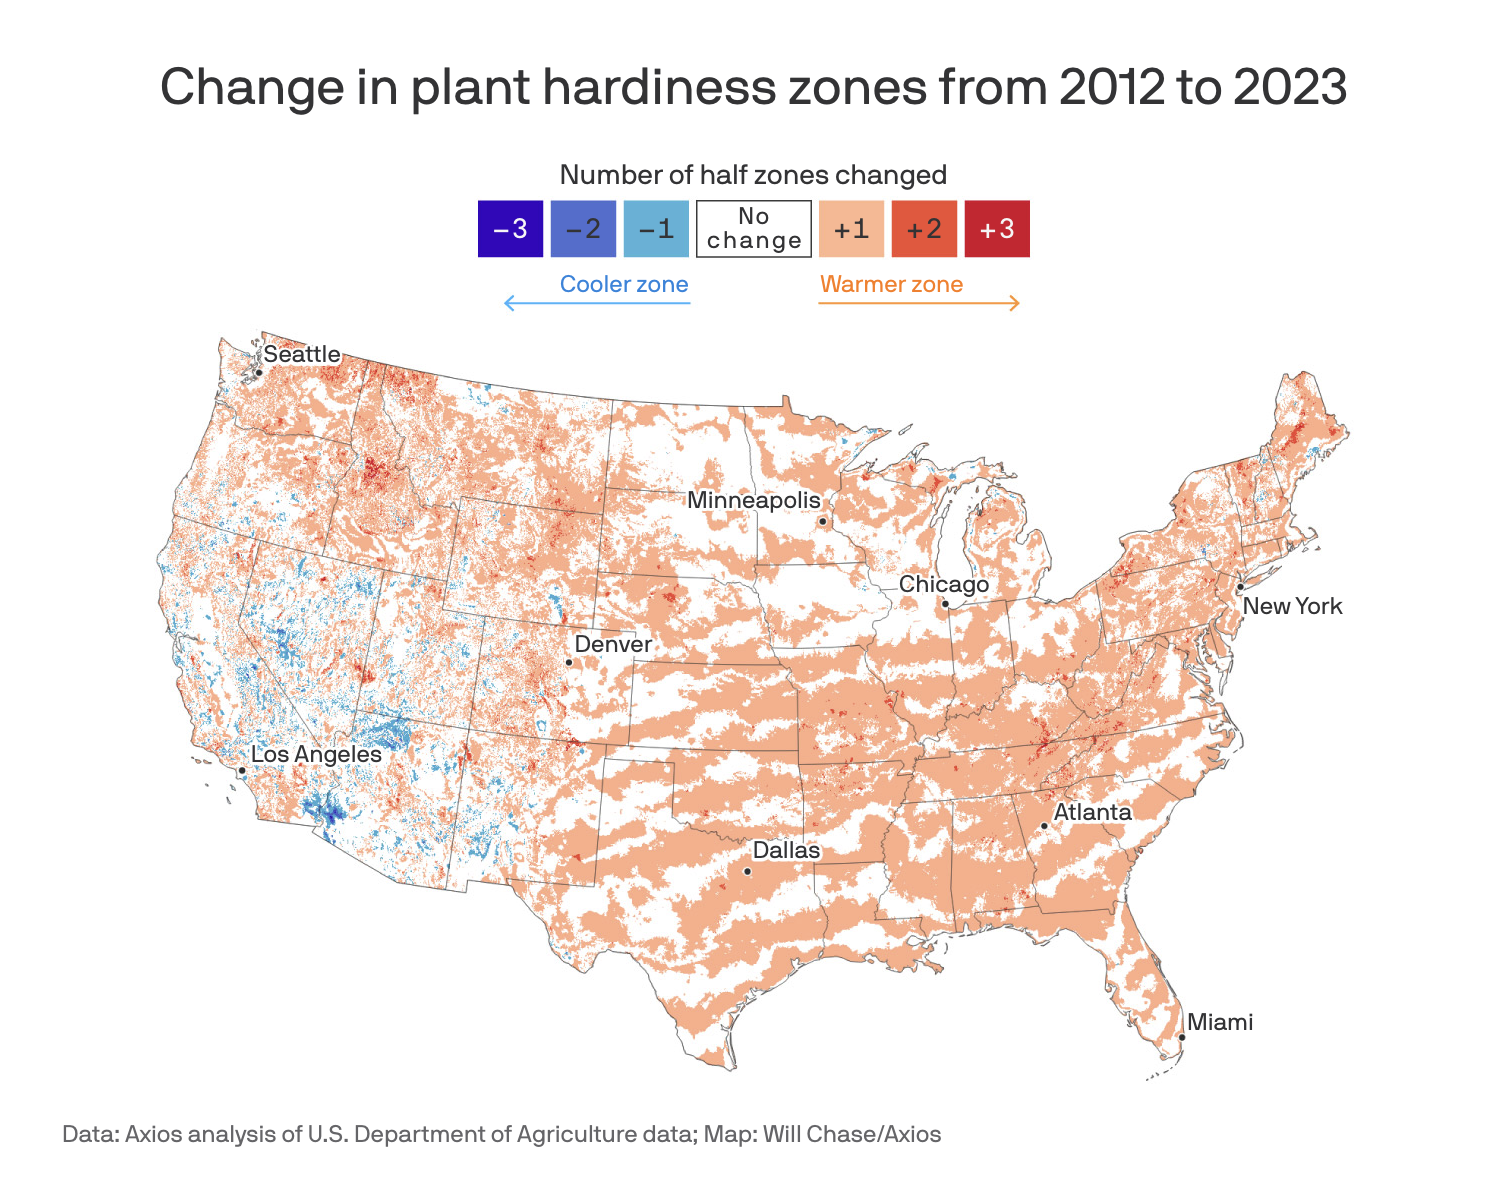 Change in plant hardiness zones from 2012 to 2023
Number of half zones changed
−3 −2 −1 No change +1 +2 +3
Cooler zone Warmer zone
Seattle
Minneapolis
Chicago
New York
Denver
Los Angeles
Atlanta
Dallas
Miami
Data: Axios analysis of U.S. Department of Agriculture data; Map: Will Chase/Axios